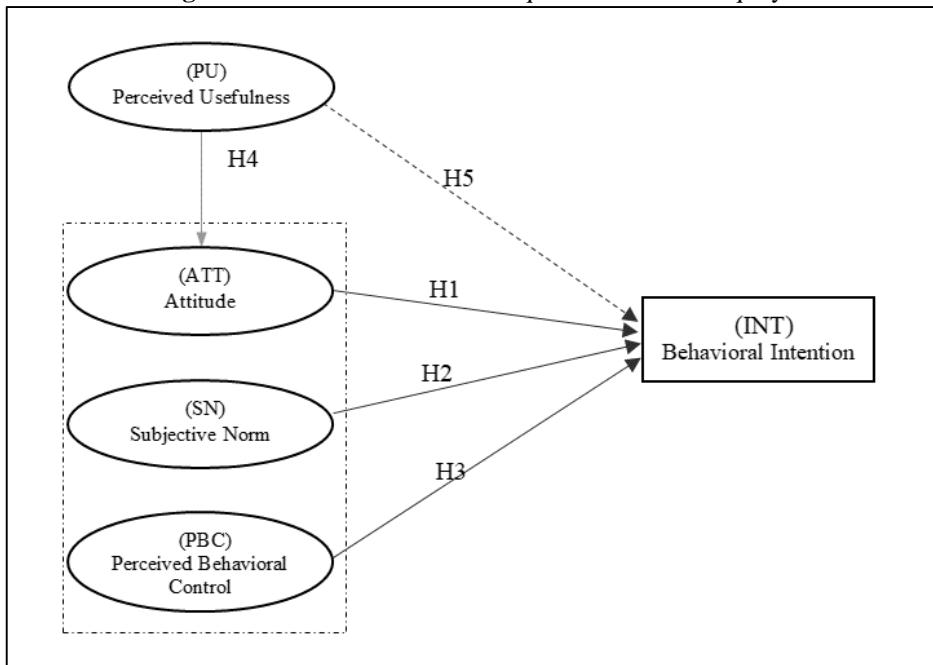 (PU)
Perceived Usefulness
H4
H5
(ATT)
Attitude
H1
(INT)
Behavioral Intention
H2
(SN)
Subjective Norm
H3
(PBC)
Perceived Behavioral
Control